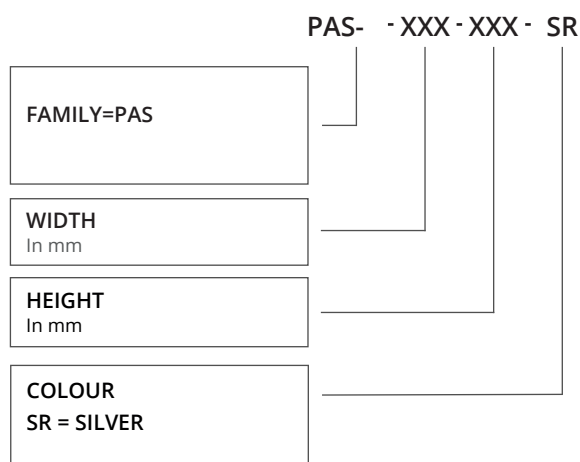 PAS- - XXX - XXX - SR
FAMILY=PAS
WIDTH
In mm
HEIGHT
In mm
COLOUR
SR = SILVER